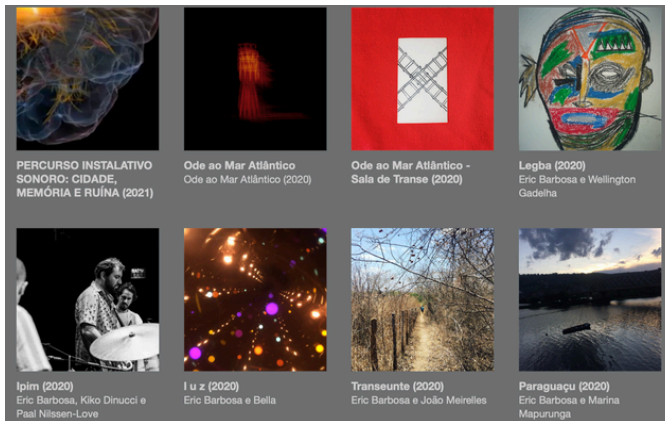 PERCURSO INSTALATIVO
SONORO: CIDADE,
MEMÓRIA E RUÍNA (2021)
Ode ao Mar Atlântico
Ode ao Mar Atlântico (2020)
Ode ao Mar Atlântico -
Sala de Transe (2020)
Legba (2020)
Eric Barbosa e Wellington
Gadelha
Ipim (2020)
Eric Barbosa, Kiko Dinucci e
Paal Nilssen-Love
l u z (2020)
Eric Barbosa e Bella
Transeunte (2020)
Eric Barbosa e João Meirelles
Paraguaçu (2020)
Eric Barbosa e Marina
Mapurunga